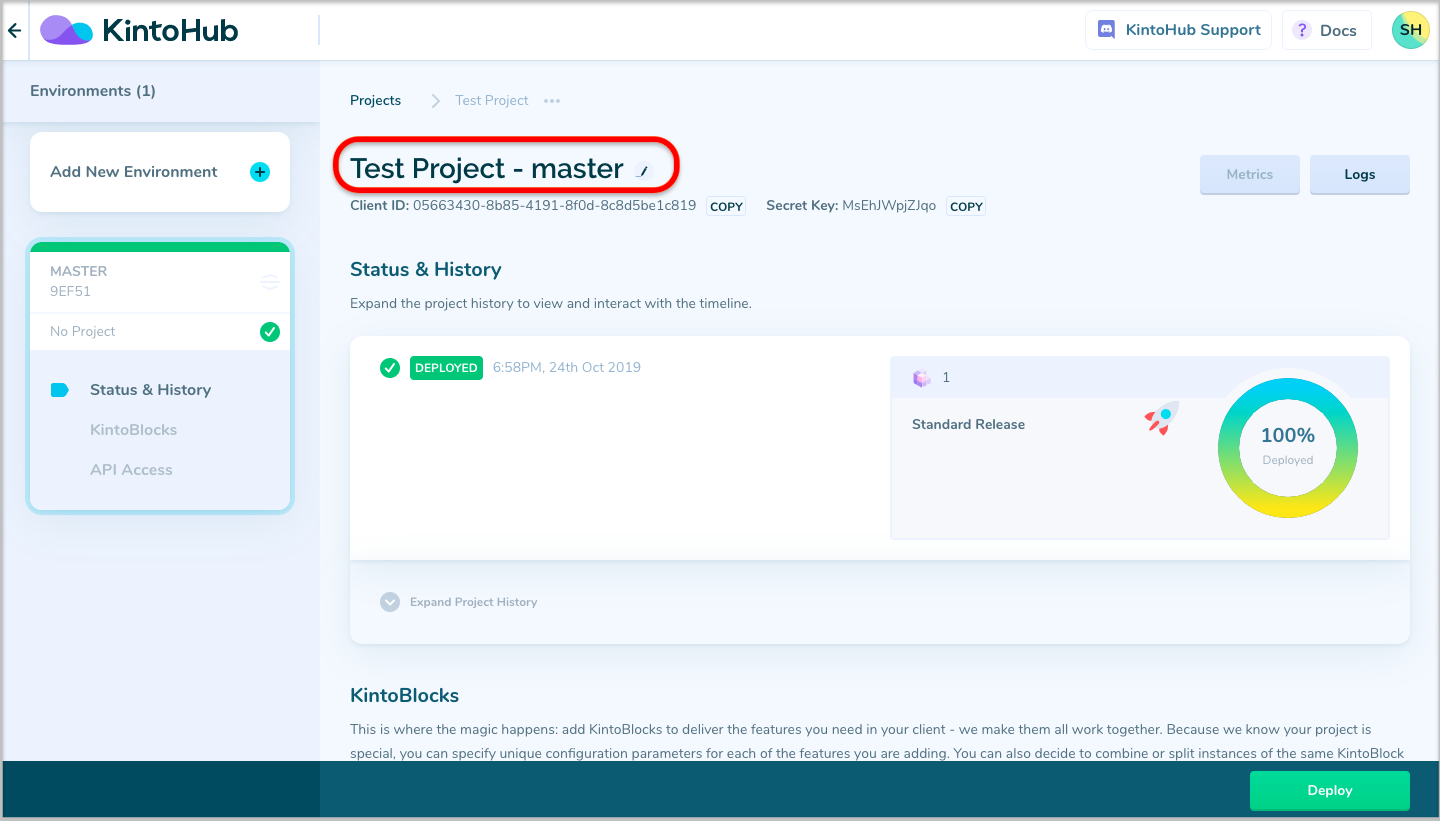 KintoHub
KintoHub Support
? Docs
SH
Environments (1)
Add New Environment
MASTER
9EF51
No Project
Status & History
KintoBlocks
API Access
Projects
Test Project
Test Project - master
Metrics
Logs
Client ID: 05663430-8b85-4191-8f0d-8c8d5be1c819 COPY Secret Key: MsEhJWpjZJqo COPY
Status & History
Expand the project history to view and interact with the timeline.
DEPLOYED 6:58PM, 24th Oct 2019
1
Standard Release
100%
Deployed
Expand Project History
KintoBlocks
This is where the magic happens: add KintoBlocks to deliver the features you need in your client - we make them all work together. Because we know your project is
special, you can specify unique configuration parameters for each of the features you are adding. You can also decide to combine or split instances of the same KintoBlock
Deploy